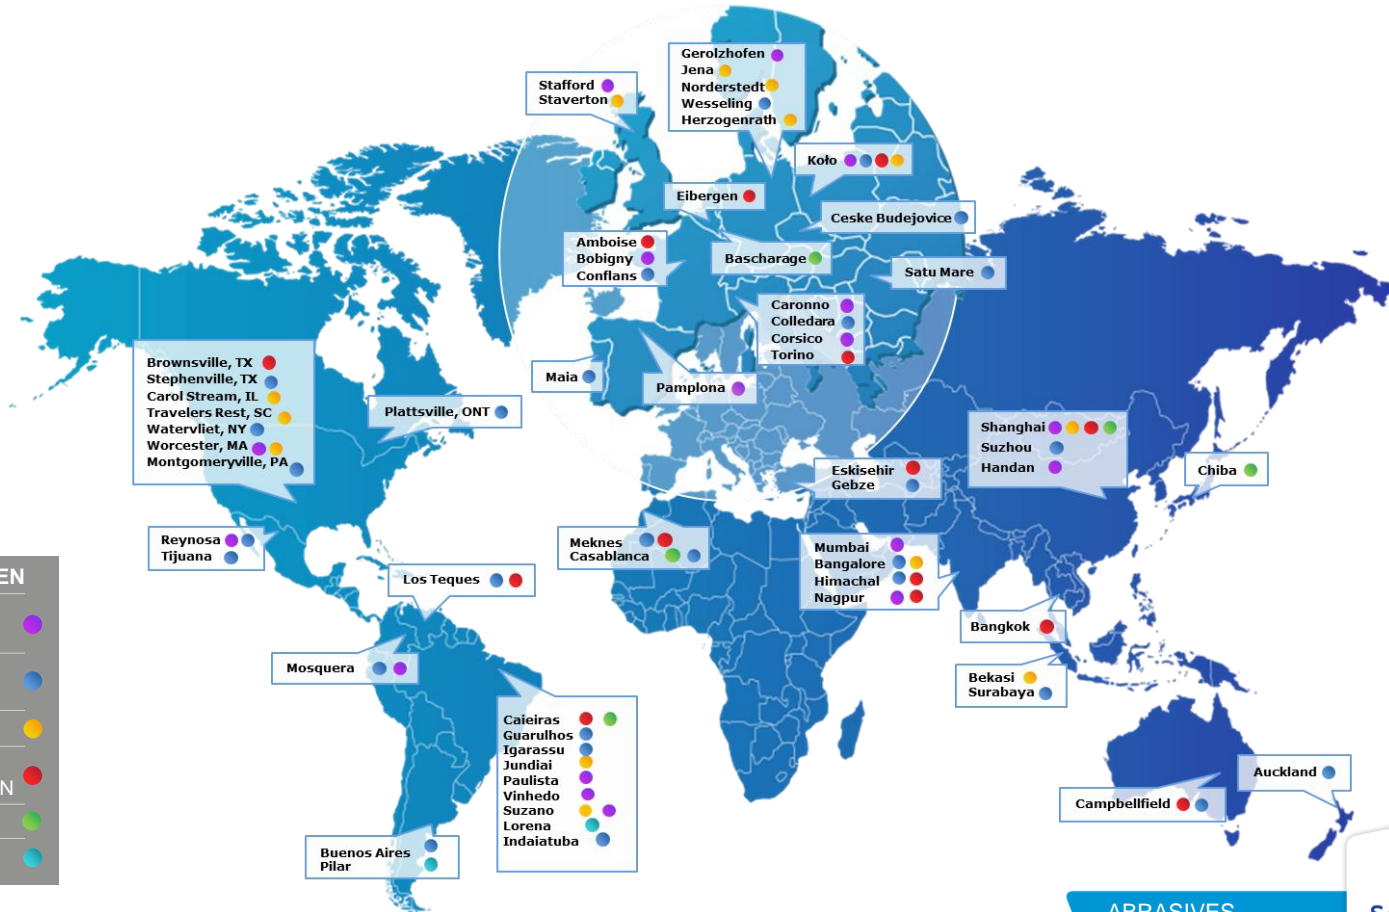 Gerolzhofen
Jena
Norderstedt
Wesseling
Herzogenrath
Stafford
Staverton
Koło
Eibergen
Ceske Budejovice
Amboise
Bobigny
Conflans
Bascharage
Satu Mare
Caronno
Colledara
Corsico
Torino
Maia
Pamplona
Brownsville, TX
Stephenville, TX
Carol Stream, IL
Travelers Rest, SC
Watervliet, NY
Worcester, MA
Montgomeryville, PA
Plattsville, ONT
Shanghai
Suzhou
Handan
Chiba
Eskisehir
Gebze
Reynosa
Tijuana
Meknes
Casablanca
Mumbai
Bangalore
Himachal
Nagpur
Los Teques
EN
Bangkok
Mosquera
Bekasi
Surabaya
Caieiras
Guarulhos
Igarassu
Jundiai
Paulista
Vinhedo
Suzano
Lorena
Indaiatuba
N
Auckland
Campbellfield
Buenos Aires
Pilar
ABRASIVES